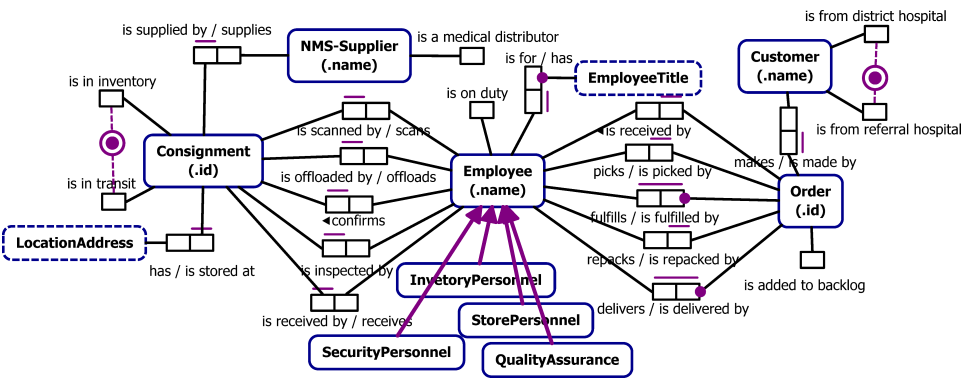 is from district hospital
is supplied by / supplies
NMS-Supplier
(.name)
is a medical distributor
Customer
(.name)
is for / has
EmployeeTitle
is in inventory
is on duty
is from referral hospital
is scanned by / scans
◄is received by
Consignment
(.id)
is offloaded by / offloads
Employee
(.name)
picks / is picked by
makes / is made by
is in transit
Order
(.id)
◄confirms
fulfills / is fulfilled by
LocationAddress
has / is stored at
is inspected by
repacks / is repacked by
InvetoryPersonnel
is added to backlog
is received by / receives
StorePersonnel
delivers / is delivered by
SecurityPersonnel
QualityAssurance